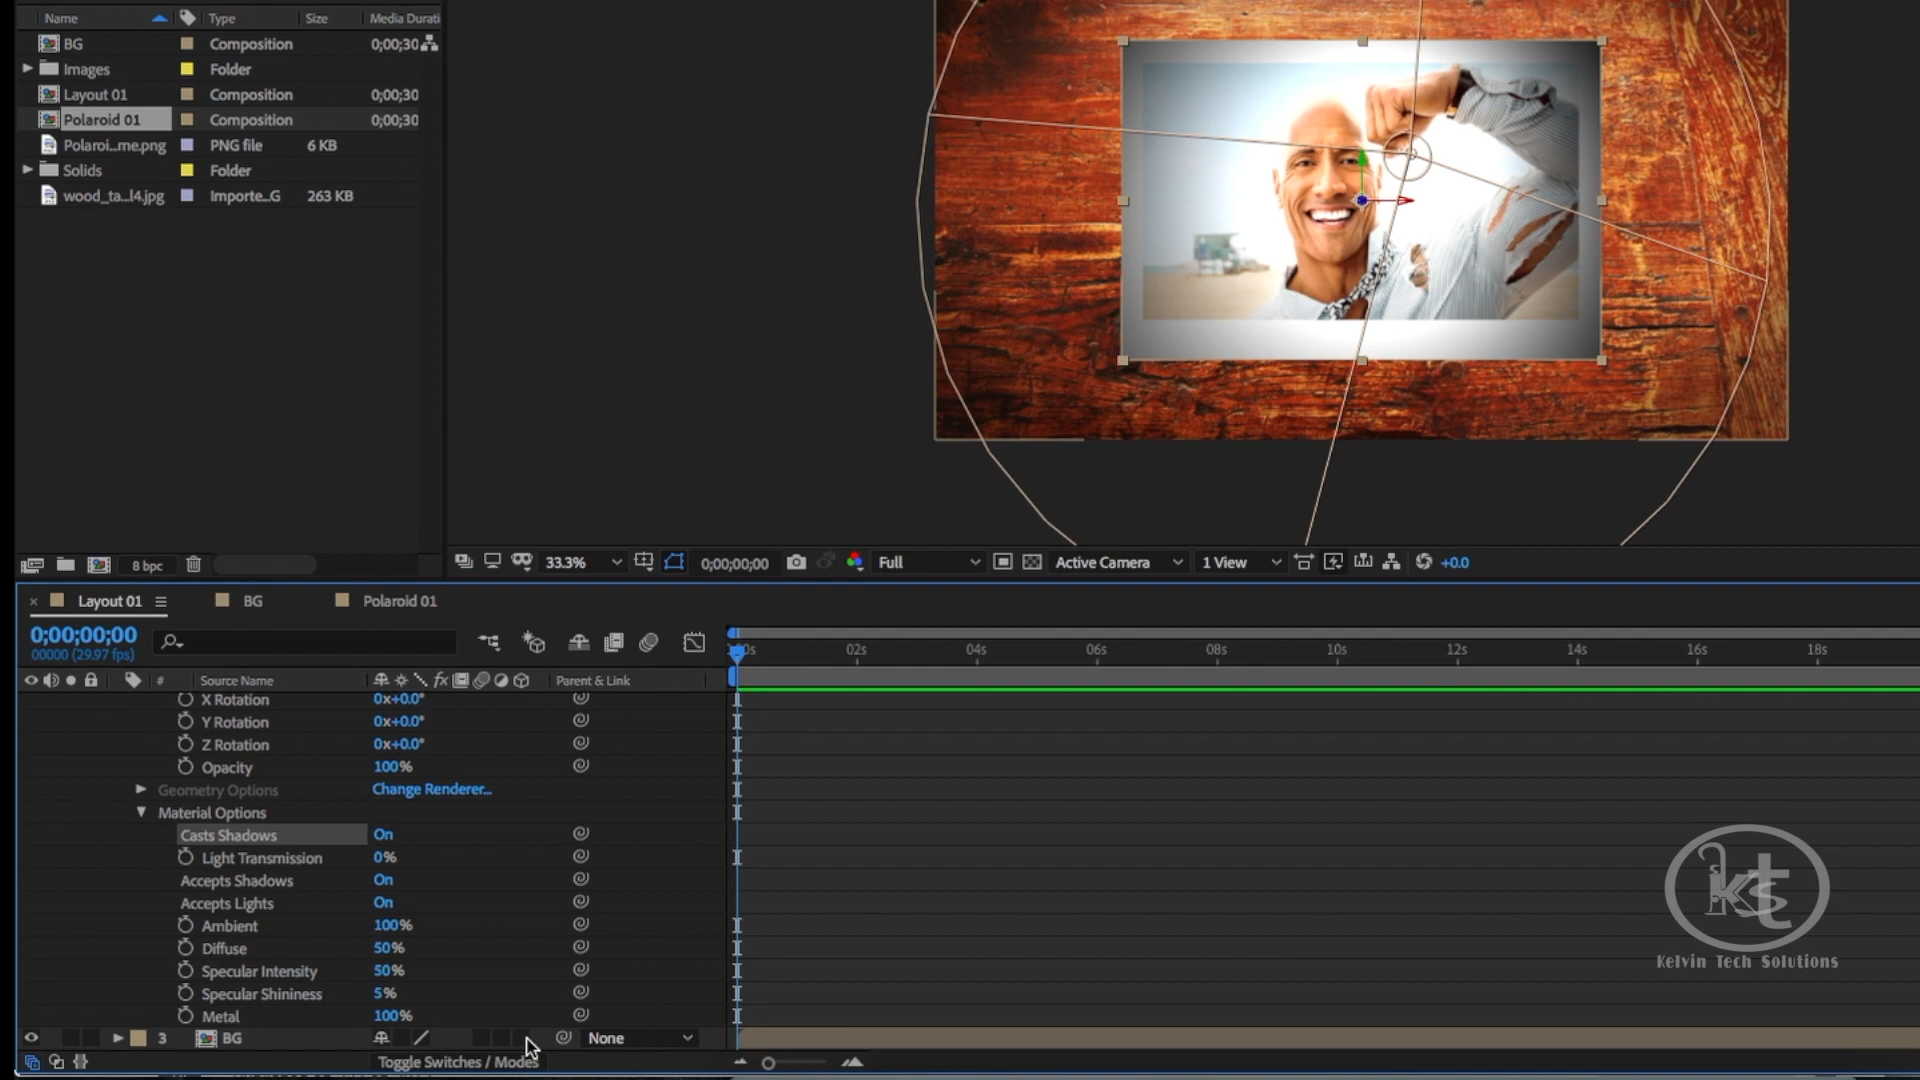 Name Type Size Media Durati
BG Composition 0;00;30
Images Folder
Layout 01 Composition 0;00;30
Polaroid 01 Composition 0;00;30
Polaroi...me.png PNG file 6 KB
Solids Folder
wood_ta...l4.jpg Importe...G 263 KB
8 bpc
33.3% 0;00;00;00 Full Active Camera 1 View +0.0
× Layout 01 BG Polaroid 01
0;00;00;00
00000 (29.97 fps)
02s 04s 06s 08s 10s 12s 14s 16s 18s
# Source Name fx Parent & Link
X Rotation 0x+0.0°
Y Rotation 0x+0.0°
Z Rotation 0x+0.0°
Opacity 100%
Geometry Options Change Renderer...
Material Options
Casts Shadows On
Light Transmission 0%
Accepts Shadows On
Accepts Lights On
Ambient 100%
Diffuse 50%
Specular Intensity 50%
Specular Shininess 5%
Metal 100%
3 BG None
Toggle Switches / Modes
kts
Kelvin Tech Solutions